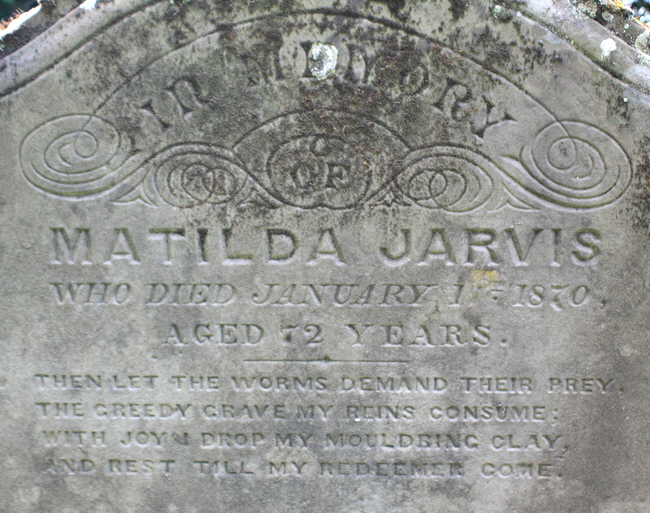 IN MEMORY
OF
MATILDA JARVIS
WHO DIED JANUARY 1ST 1870,
AGED 72 YEARS.
THEN LET THE WORMS DEMAND THEIR PREY,
THE GREEDY GRAVE MY REINS CONSUME;
WITH JOY I DROP MY MOULDRING CLAY,
AND REST TILL MY REDEEMER COME.